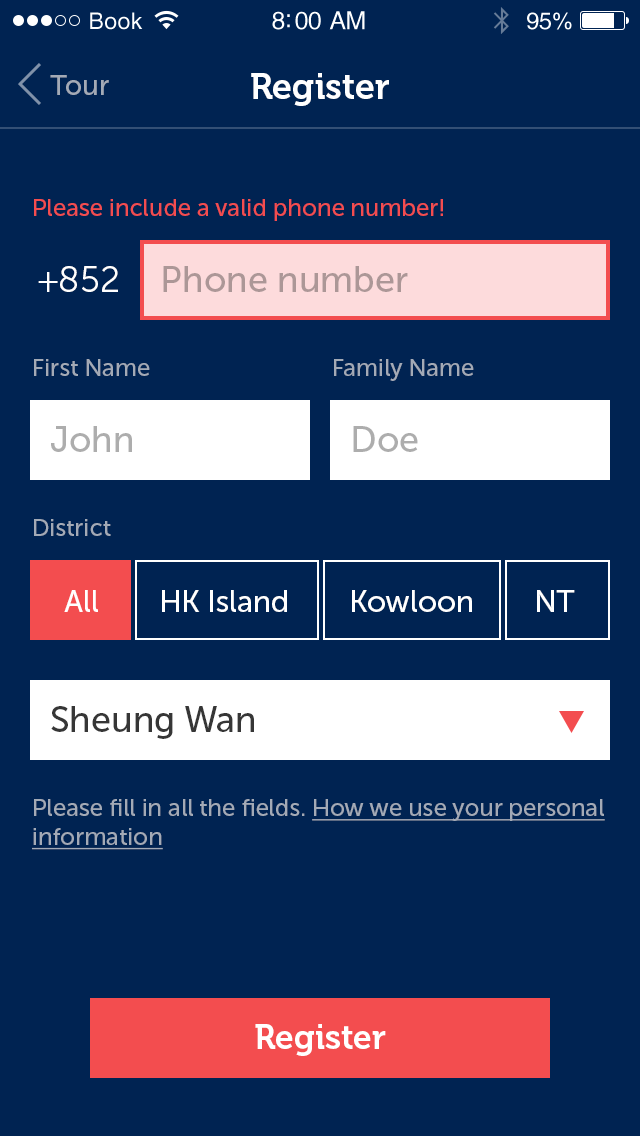 Book 8:00 AM 95%
Tour Register
Please include a valid phone number!
+852 Phone number
First Name Family Name
John Doe
District
All HK Island Kowloon NT
Sheung Wan
Please fill in all the fields. How we use your personal
information
Register